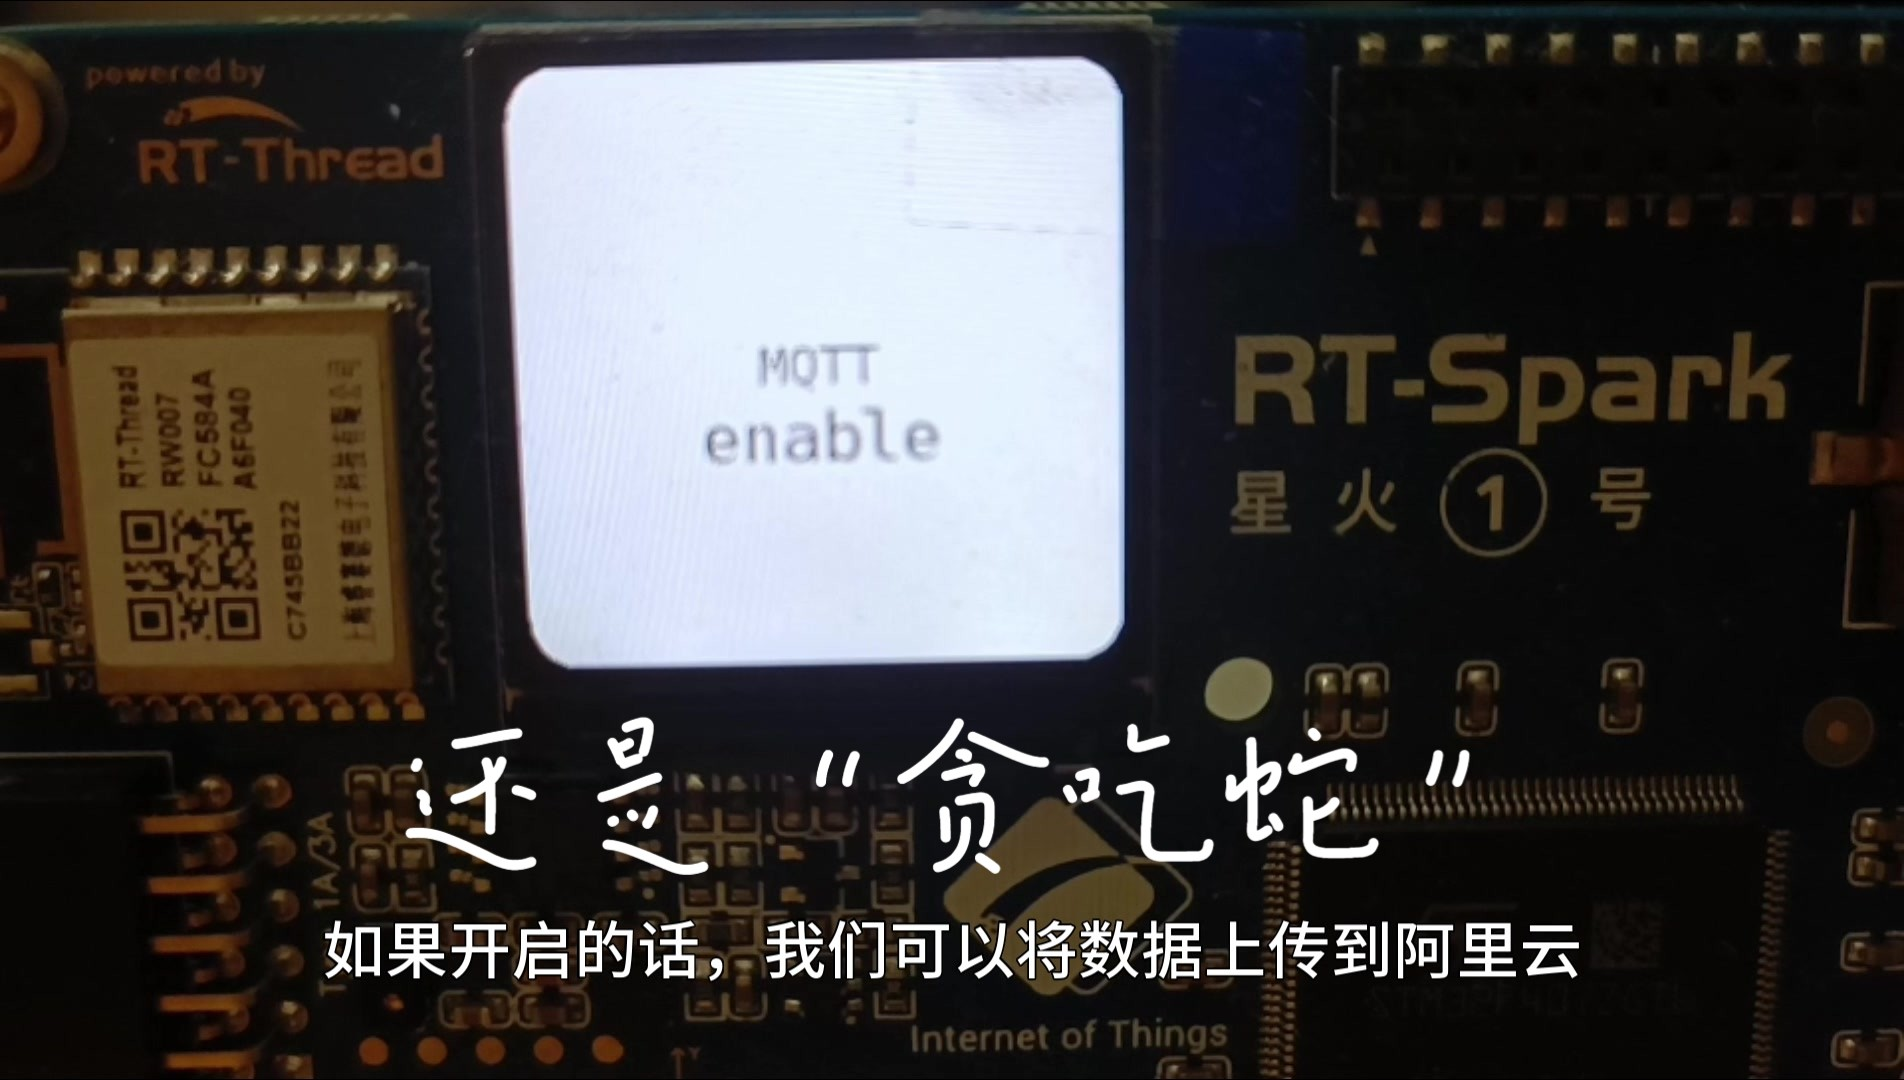 powered by
RT-Thread
MQTT
enable
RT-Thread
RW007
FC584A
A6F040
C745BB22
RT-Spark
星火1号
还是“贪吃蛇”
1A/3A
如果开启的话，我们可以将数据上传到阿里云
Internet of Things
Y